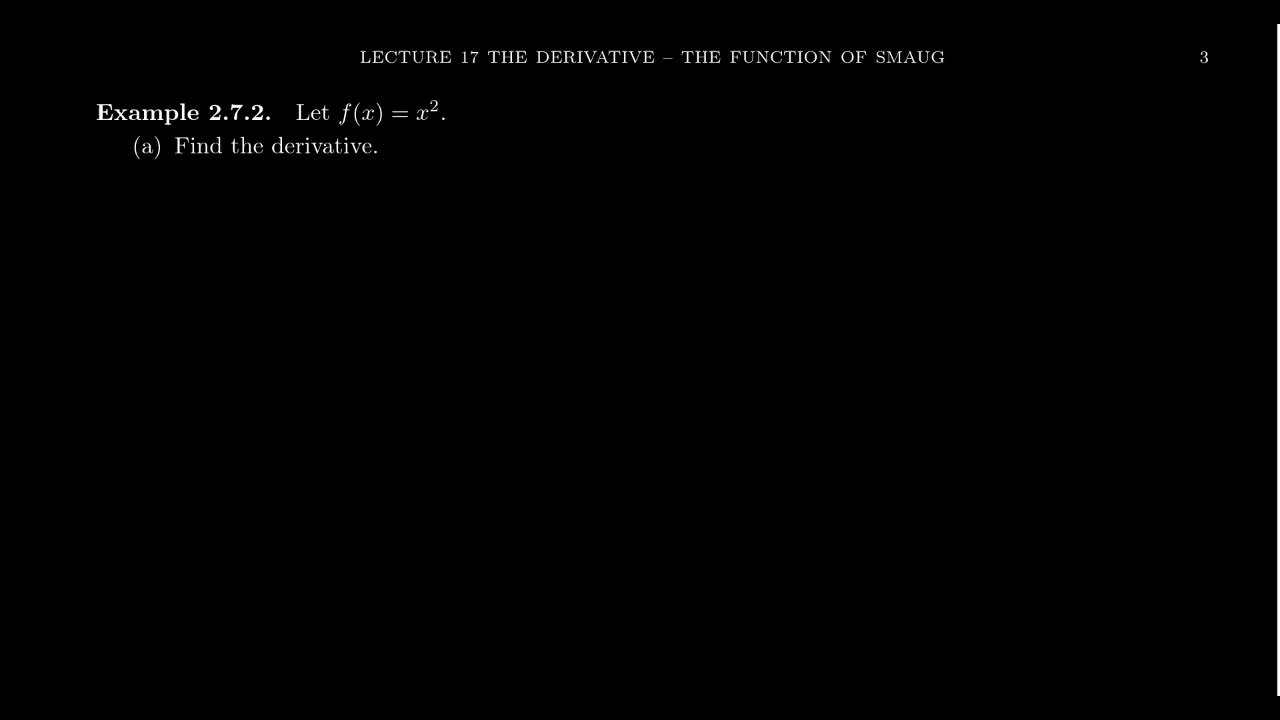 LECTURE 17 THE DERIVATIVE – THE FUNCTION OF SMAUG 3
Example 2.7.2. Let f(x) = x².
(a) Find the derivative.